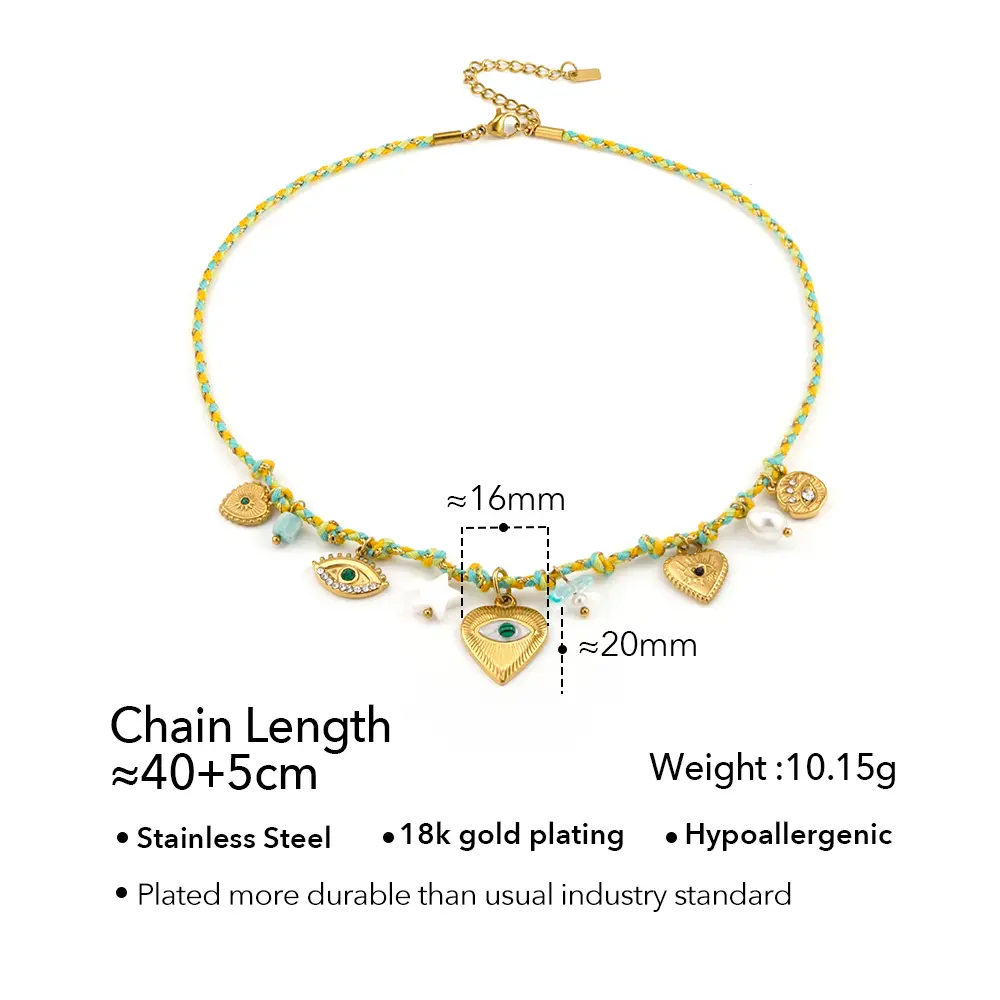 ≈16mm
≈20mm
Chain Length
≈40+5cm
Weight :10.15g
• Stainless Steel
• 18k gold plating
• Hypoallergenic
• Plated more durable than usual industry standard